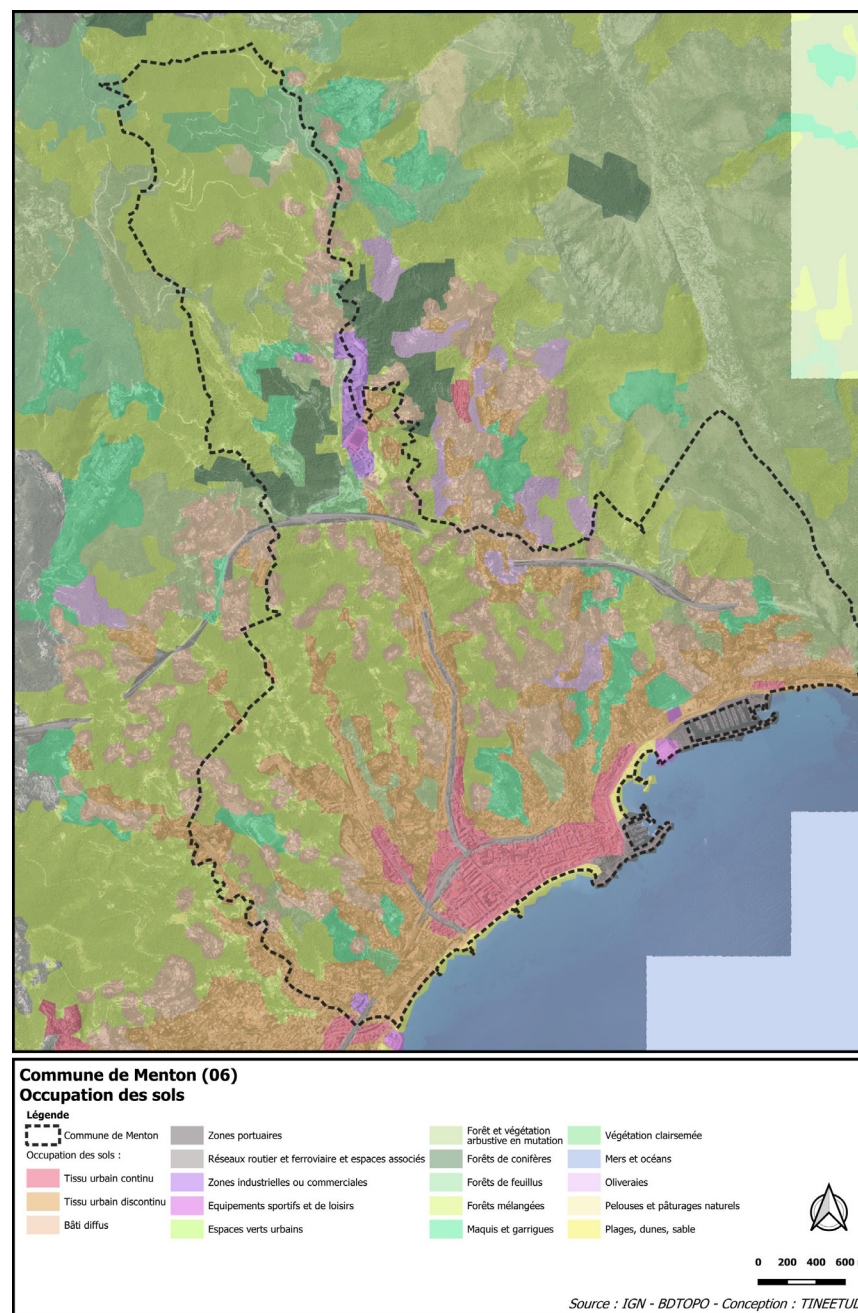 Commune de Menton (06)
Occupation des sols
Légende
Commune de Menton
Occupation des sols :
Tissu urbain continu
Tissu urbain discontinu
Bâti diffus
Zones portuaires
Réseaux routier et ferroviaire et espaces associés
Zones industrielles ou commerciales
Equipements sportifs et de loisirs
Espaces verts urbains
Forêt et végétation
arbustive en mutation
Forêts de conifères
Forêts de feuillus
Forêts mélangées
Maquis et garrigues
Végétation clairsemée
Mers et océans
Oliveraies
Pelouses et pâturages naturels
Plages, dunes, sable
0 200 400 600
Source : IGN - BDTOPO - Conception : TINEETUD